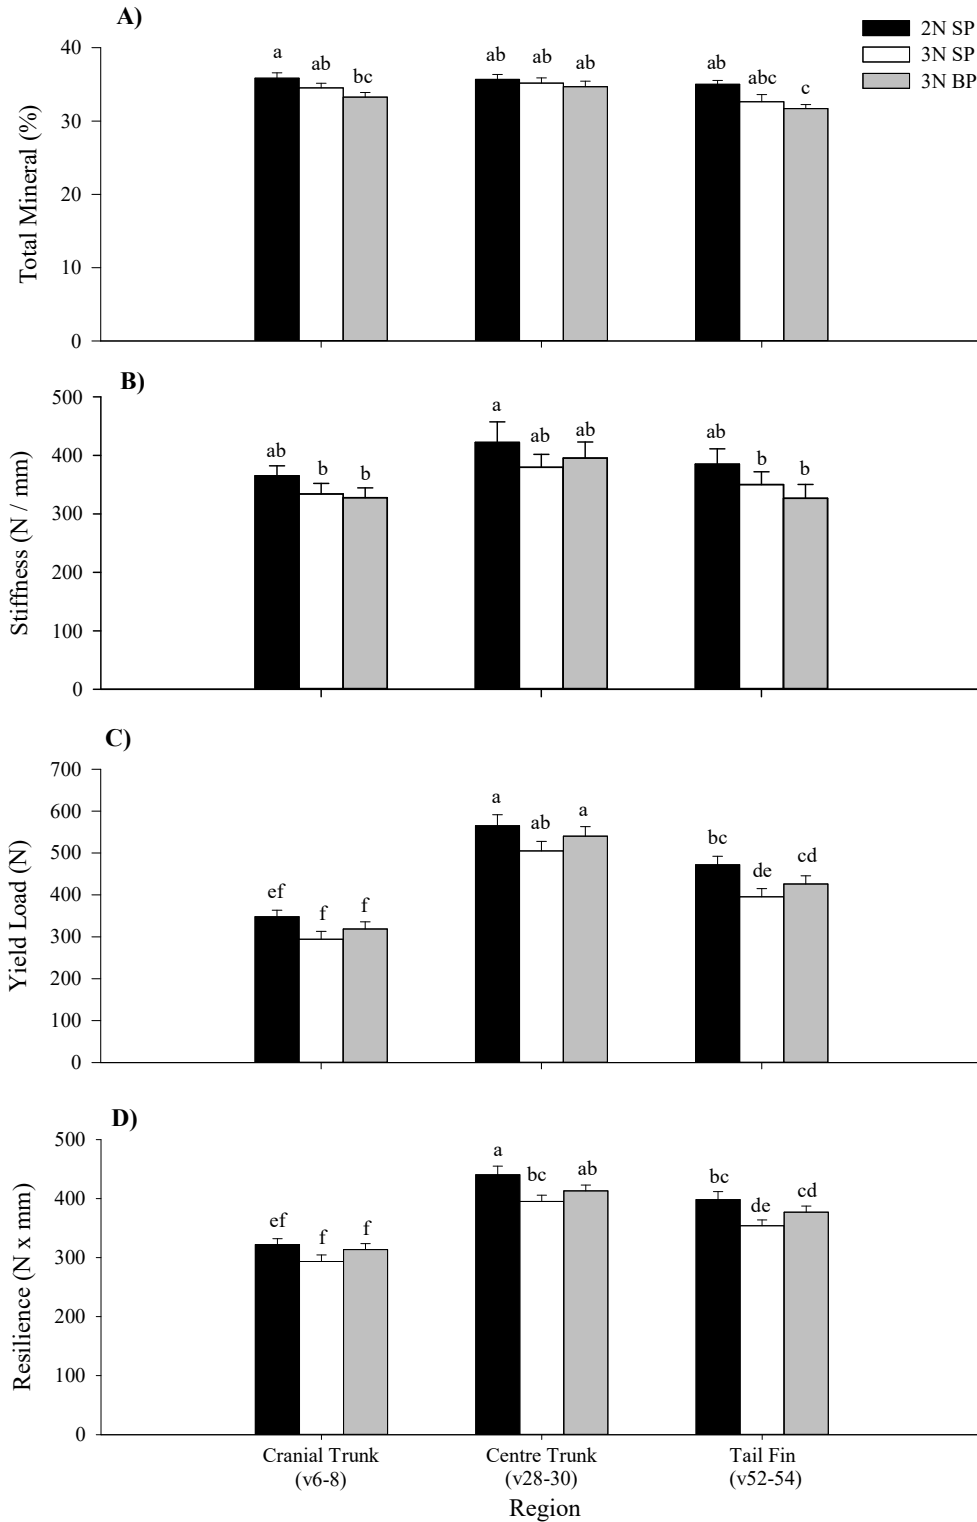 A)
2N SP
3N SP
3N BP
40
30
20
10
0
Total Mineral (%)
a ab bc ab ab ab ab abc c
B)
500
400
300
200
100
0
Stiffness (N / mm)
ab b b a ab ab ab b b
C)
700
600
500
400
300
200
100
0
Yield Load (N)
ef f f a ab a bc de cd
D)
500
400
300
200
100
0
Resilience (N x mm)
ef f f a bc ab bc de cd
Cranial Trunk Centre Trunk Tail Fin
(v6-8) (v28-30) (v52-54)
Region